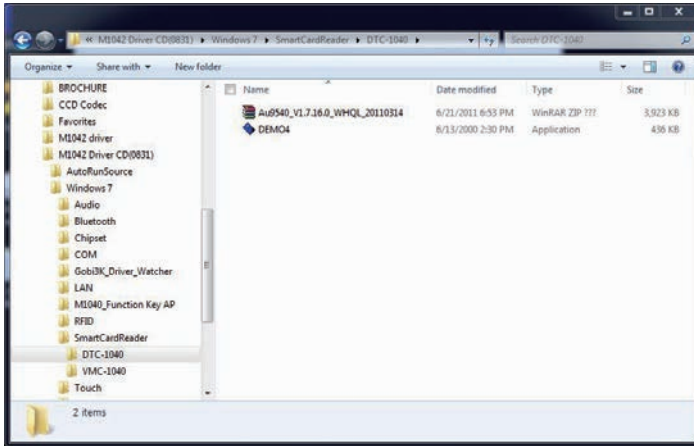 « M1042 Driver CD(0831) ▸ Windows 7 ▸ SmartCardReader ▸ DTC-1040 ▸
Search DTC-1040
Organize ▾ Share with ▾ New folder
BROCHURE
CCD Codec
Favorites
M1042 driver
M1042 Driver CD(0831)
AutoRunSource
Windows 7
Audio
Bluetooth
Chipset
COM
Gobi3K_Driver_Watcher
LAN
M1040_Function Key AP
RFID
SmartCardReader
DTC-1040
VMC-1040
Touch
Name Date modified Type Size
Au9540_V1.7.16.0_WHQL_20110314 6/21/2011 6:53 PM WinRAR ZIP ??? 3,923 KB
DEMO4 6/13/2000 2:30 PM Application 436 KB
2 items